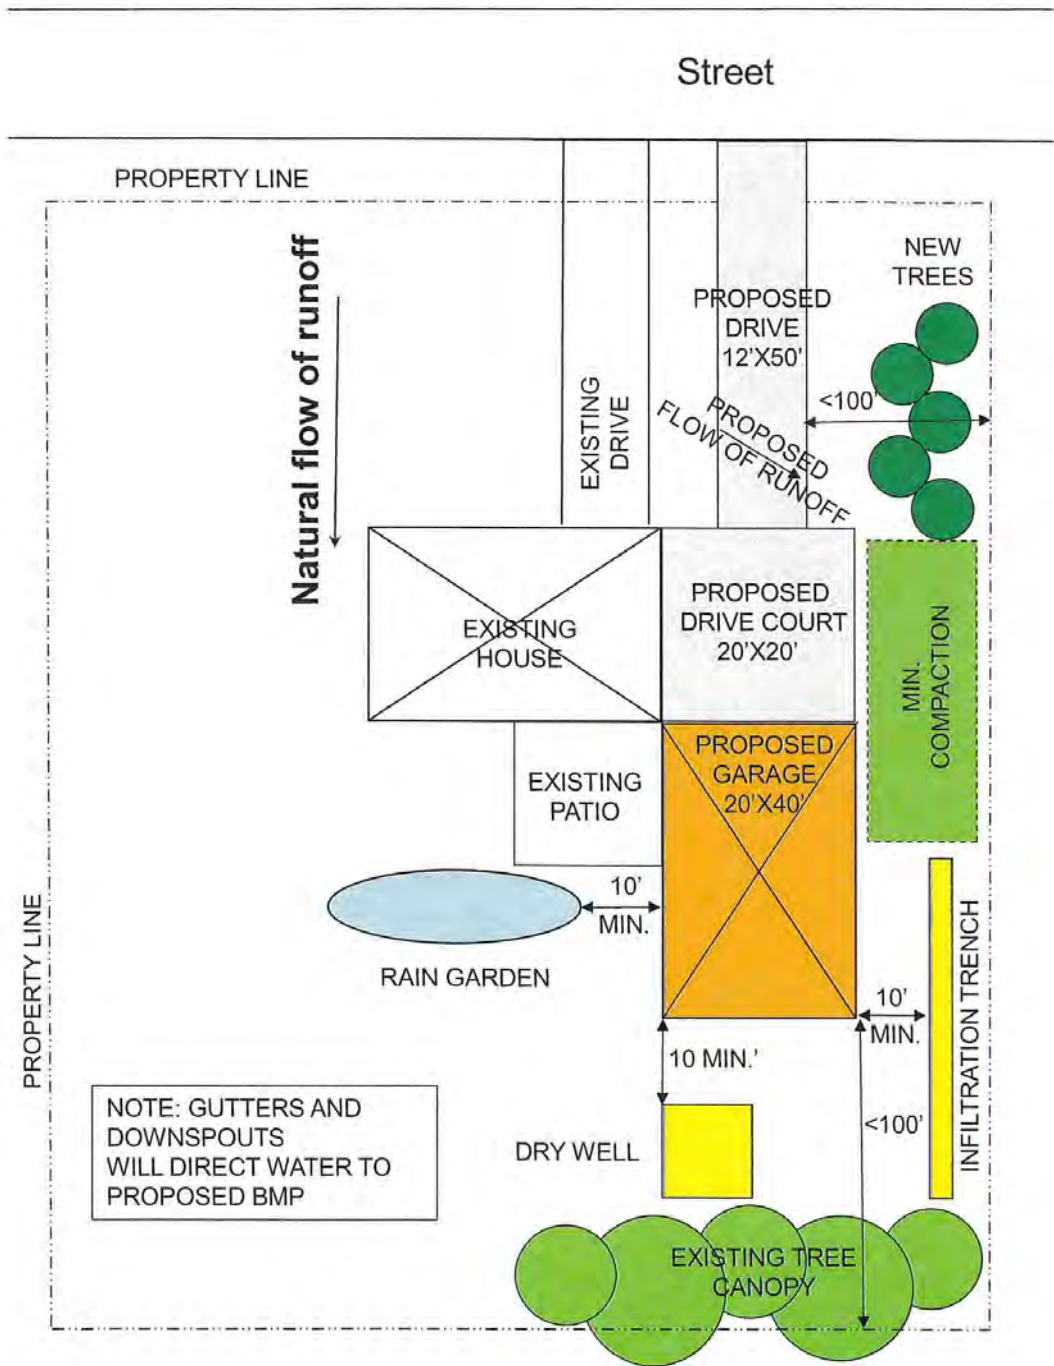 Street
PROPERTY LINE
Natural flow of runoff
NEW
TREES
PROPOSED
DRIVE
12'X50'
<100'
EXISTING
DRIVE
PROPOSED
FLOW OF RUNOFF
EXISTING
HOUSE
PROPOSED
DRIVE COURT
20'X20'
MIN.
COMPACTION
EXISTING
PATIO
PROPOSED
GARAGE
20'X40'
10'
MIN.
RAIN GARDEN
PROPERTY LINE
10'
MIN.
INFILTRATION TRENCH
10 MIN.'
<100'
NOTE: GUTTERS AND
DOWNSPOUTS
WILL DIRECT WATER TO
PROPOSED BMP
DRY WELL
EXISTING TREE
CANOPY